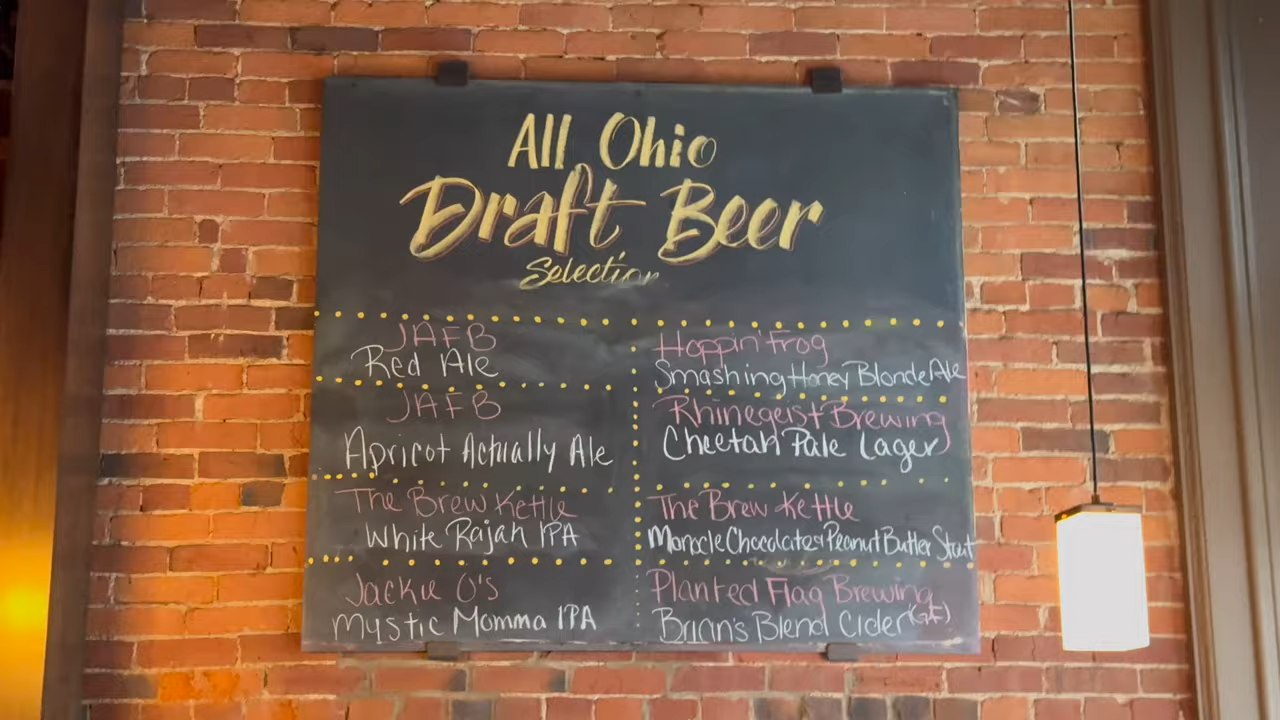 All Ohio
Draft Beer
Selection
JAFB
Red Ale
JAFB
Apricot Actually Ale
The Brew Kettle
White Rajah IPA
Jackie O's
Mystic Momma IPA
Hoppin' Frog
Smashing Honey Blonde Ale
Rhinegeist Brewing
Cheetah Pale Lager
The Brew Kettle
Monocle Chocolate & Peanut Butter Stout
Planted Flag Brewing
Brian's Blend Cider (GF)